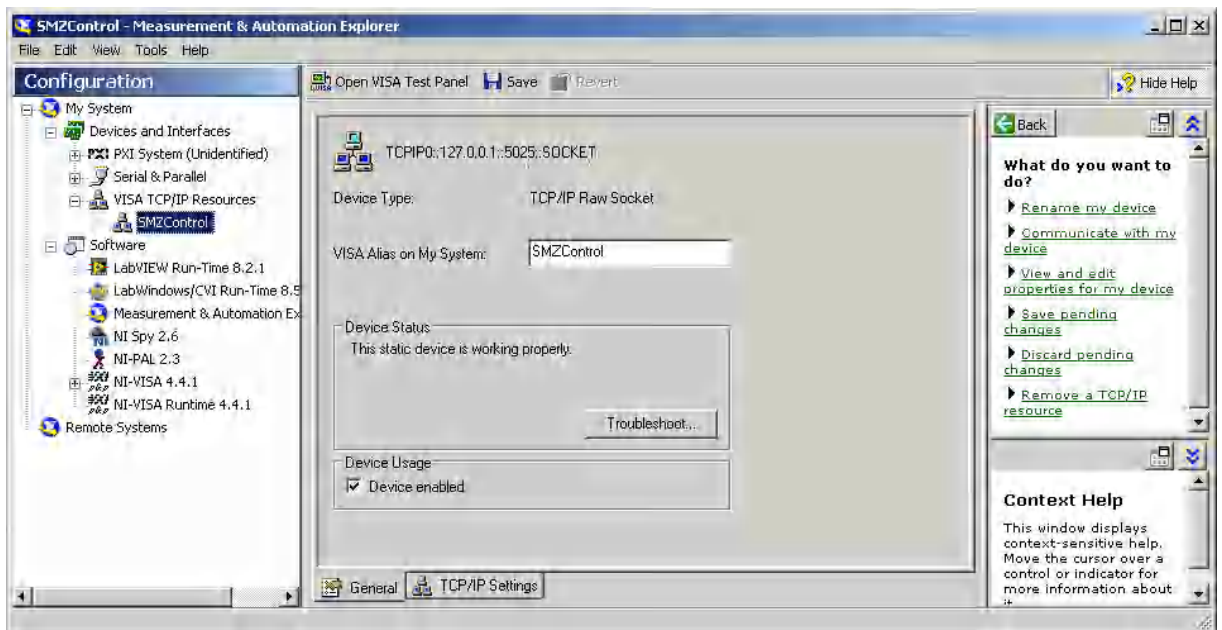 SMZControl - Measurement & Automation Explorer
File Edit View Tools Help
Configuration
My System
Devices and Interfaces
PXI PXI System (Unidentified)
Serial & Parallel
VISA TCP/IP Resources
SMZControl
Software
LabVIEW Run-Time 8.2.1
LabWindows/CVI Run-Time 8.5
Measurement & Automation Ex
NI Spy 2.6
NI-PAL 2.3
NI-VISA 4.4.1
NI-VISA Runtime 4.4.1
Remote Systems
Open VISA Test Panel Save Revert
Hide Help
TCPIP0::127.0.0.1::5025::SOCKET
Device Type: TCP/IP Raw Socket
VISA Alias on My System: SMZControl
Device Status
This static device is working properly.
Troubleshoot...
Device Usage
Device enabled
General TCP/IP Settings
Back
What do you want to
do?
Rename my device
Communicate with my
device
View and edit
properties for my device
Save pending
changes
Discard pending
changes
Remove a TCP/IP
resource
Context Help
This window displays
context-sensitive help.
Move the cursor over a
control or indicator for
more information about